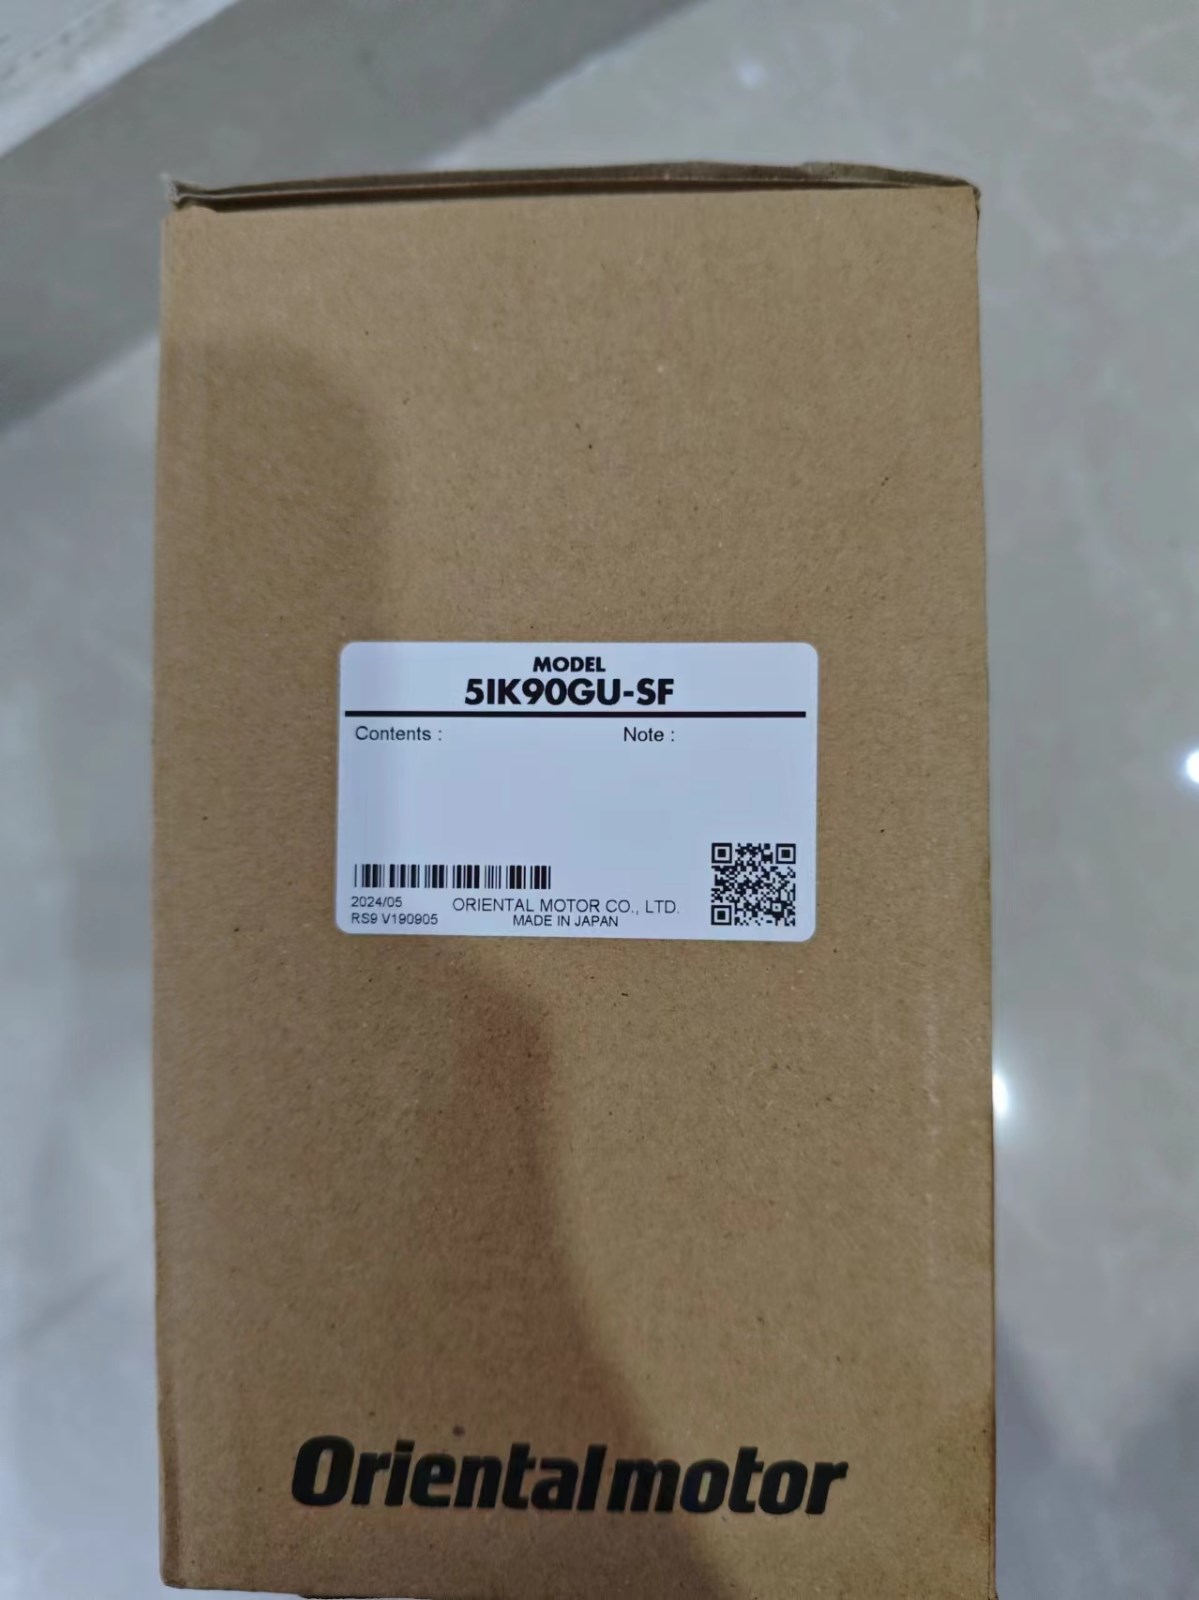 MODEL
5IK90GU-SF
Contents : Note :
2024/05
RS9 V190905
ORIENTAL MOTOR CO., LTD.
MADE IN JAPAN
Orientalmotor